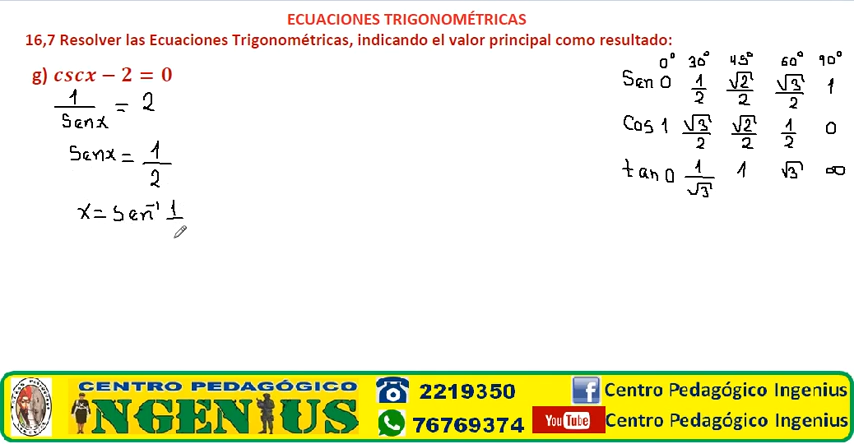 ECUACIONES TRIGONOMÉTRICAS
16,7 Resolver las Ecuaciones Trigonométricas, indicando el valor principal como resultado:
g) cscx − 2 = 0
1/Senx = 2
Senx = 1/2
x = Sen⁻¹ 1
0° 30° 45° 60° 90°
Sen 0 1/2 √2/2 √3/2 1
Cos 1 √3/2 √2/2 1/2 0
tan 0 1/√3 1 √3 ∞
CENTRO PEDAGÓGICO
INGENIUS
2219350
76769374
Centro Pedagógico Ingenius
You Tube Centro Pedagógico Ingenius